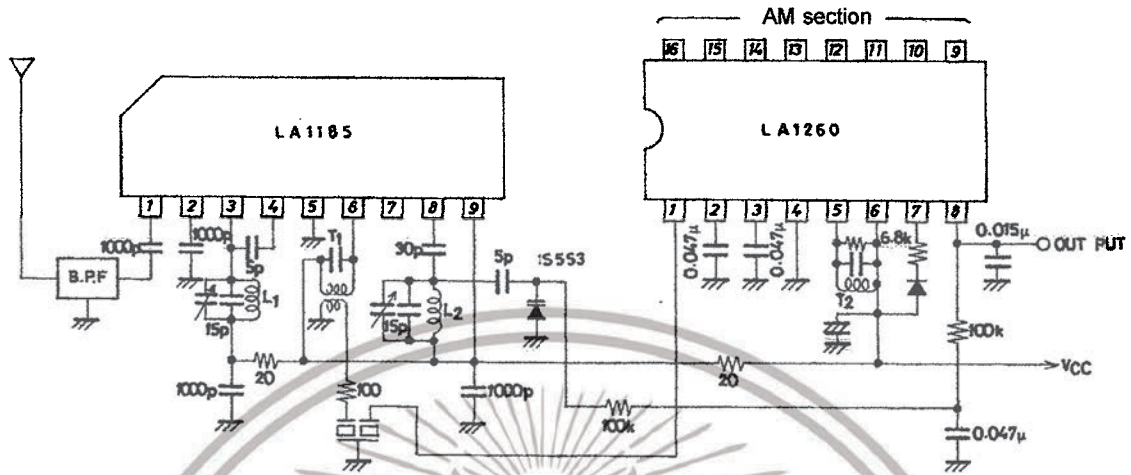 AM section
16 15 14 13 12 11 10 9
LA1185
LA1260
1 2 3 4 5 6 7 8 9
1 2 3 4 5 6 7 8
1000p
1000p
5p
T1
30p
5p
1S553
0.047μ
0.047μ
6.8k
0.015μ
OUT PUT
B.P.F
L1
15p
15p
L2
T2
100k
20
20
VCC
1000p
100
1000p
100k
0.047μ